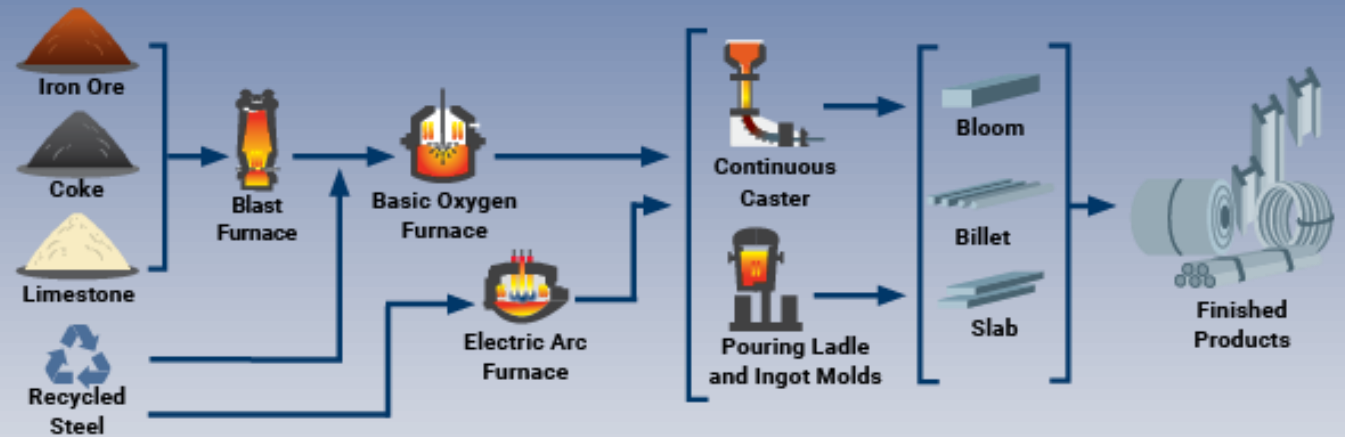 Iron Ore
Coke
Limestone
Recycled
Steel
Blast
Furnace
Basic Oxygen
Furnace
Electric Arc
Furnace
Continuous
Caster
Pouring Ladle
and Ingot Molds
Bloom
Billet
Slab
Finished
Products